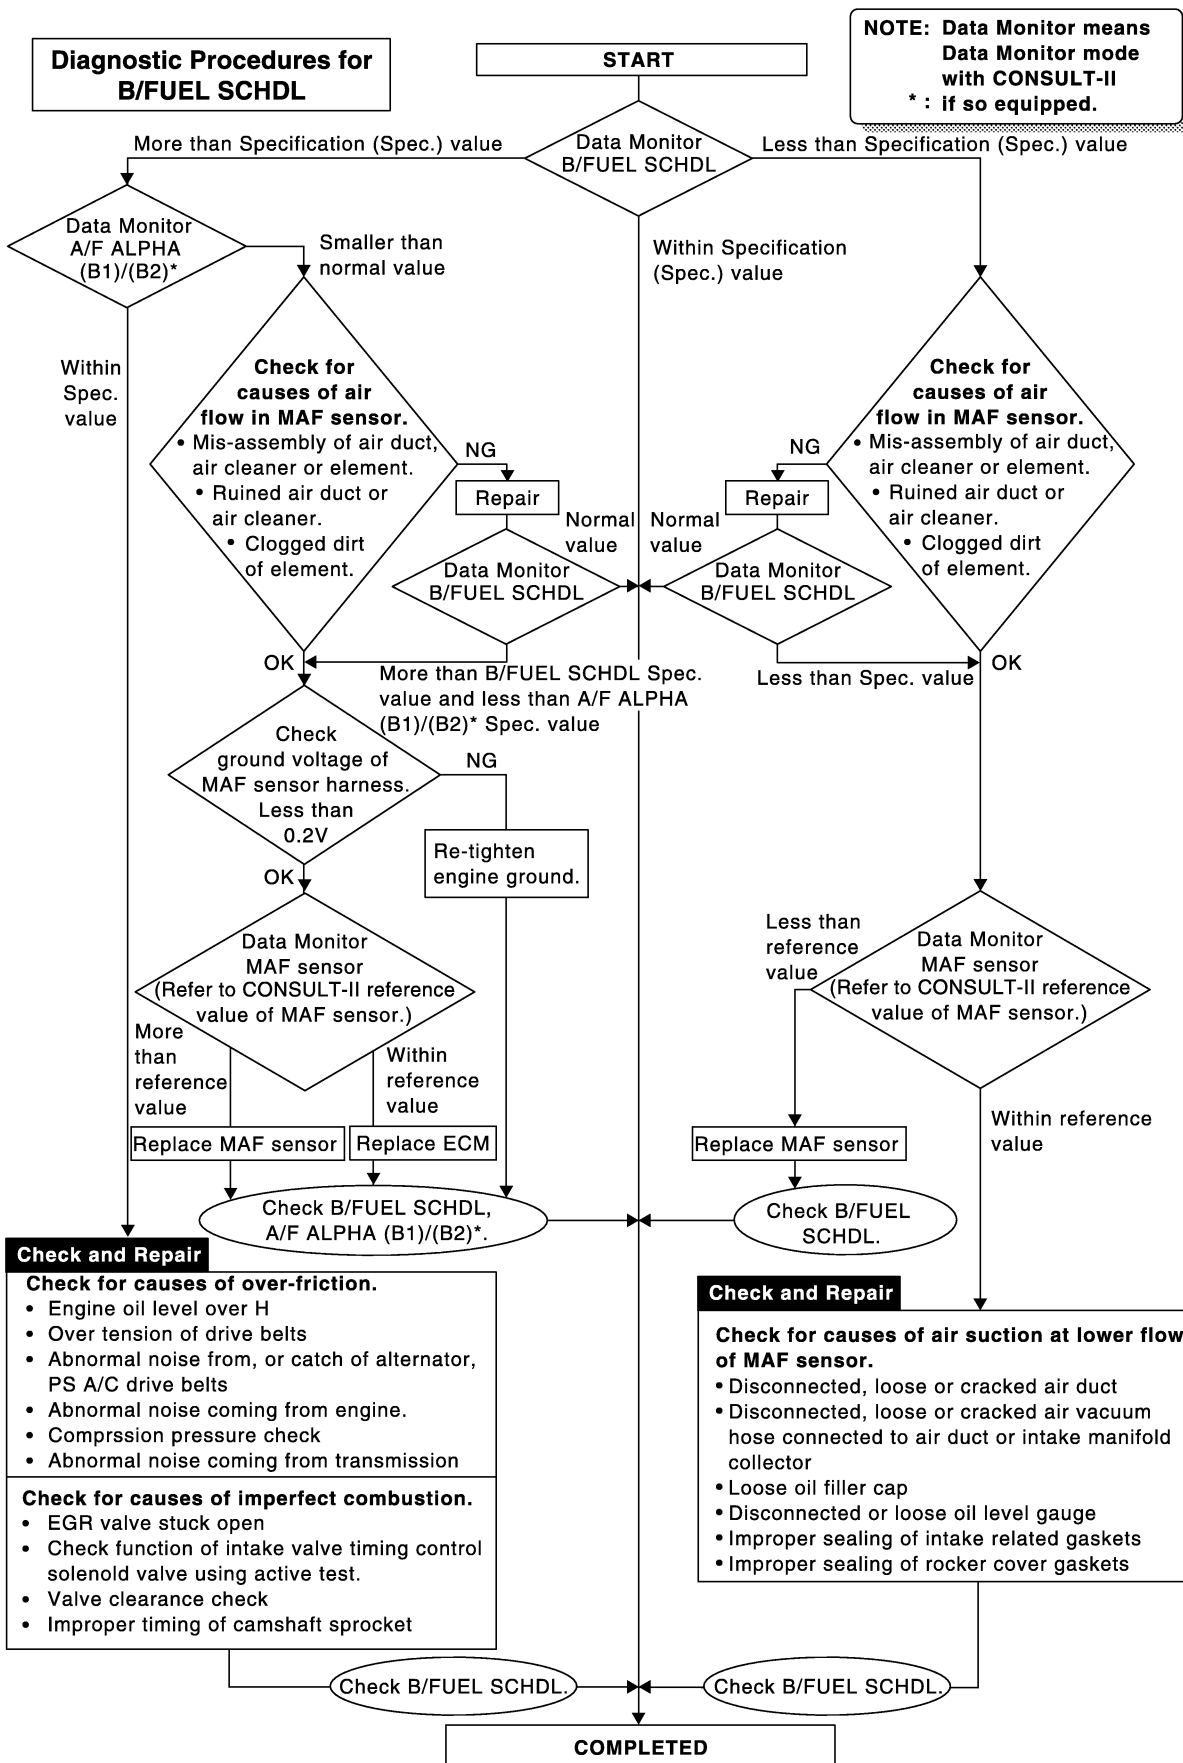 Diagnostic Procedures for
B/FUEL SCHDL
START
NOTE: Data Monitor means
Data Monitor mode
with CONSULT-II
* : if so equipped.
More than Specification (Spec.) value
Data Monitor
B/FUEL SCHDL
Less than Specification (Spec.) value
Data Monitor
A/F ALPHA
(B1)/(B2)*
Smaller than
normal value
Within Specification
(Spec.) value
Within
Spec.
value
Check for
causes of air
flow in MAF sensor.
• Mis-assembly of air duct,
air cleaner or element.
• Ruined air duct or
air cleaner.
• Clogged dirt
of element.
NG
Repair
Normal
value
Data Monitor
B/FUEL SCHDL
Check for
causes of air
flow in MAF sensor.
• Mis-assembly of air duct,
air cleaner or element.
• Ruined air duct or
air cleaner.
• Clogged dirt
of element.
NG
Repair
Normal
value
Data Monitor
B/FUEL SCHDL
OK
More than B/FUEL SCHDL Spec.
value and less than A/F ALPHA
(B1)/(B2)* Spec. value
Less than Spec. value
OK
Check
ground voltage of
MAF sensor harness.
Less than
0.2V
NG
Re-tighten
engine ground.
OK
Data Monitor
MAF sensor
(Refer to CONSULT-II reference
value of MAF sensor.)
Less than
reference
value
Data Monitor
MAF sensor
(Refer to CONSULT-II reference
value of MAF sensor.)
More
than
reference
value
Within
reference
value
Within reference
value
Replace MAF sensor
Replace ECM
Replace MAF sensor
Check B/FUEL SCHDL,
A/F ALPHA (B1)/(B2)*.
Check B/FUEL
SCHDL.
Check and Repair
Check for causes of over-friction.
• Engine oil level over H
• Over tension of drive belts
• Abnormal noise from, or catch of alternator,
PS A/C drive belts
• Abnormal noise coming from engine.
• Comprssion pressure check
• Abnormal noise coming from transmission
Check for causes of imperfect combustion.
• EGR valve stuck open
• Check function of intake valve timing control
solenold valve using active test.
• Valve clearance check
• Improper timing of camshaft sprocket
Check and Repair
Check for causes of air suction at lower flow
of MAF sensor.
• Disconnected, loose or cracked air duct
• Disconnected, loose or cracked air vacuum
hose connected to air duct or intake manifold
collector
• Loose oil filler cap
• Disconnected or loose oil level gauge
• Improper sealing of intake related gaskets
• Improper sealing of rocker cover gaskets
Check B/FUEL SCHDL.
Check B/FUEL SCHDL.
COMPLETED